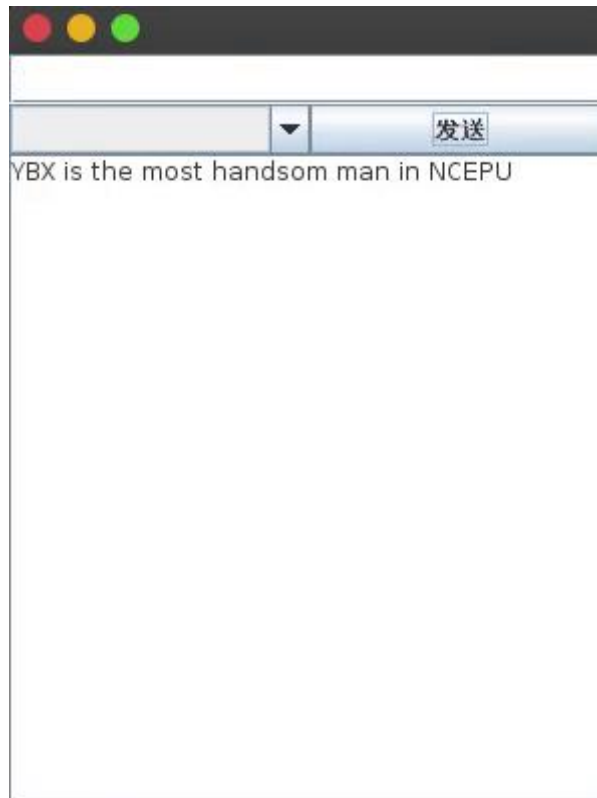 发送
YBX is the most handsom man in NCEPU